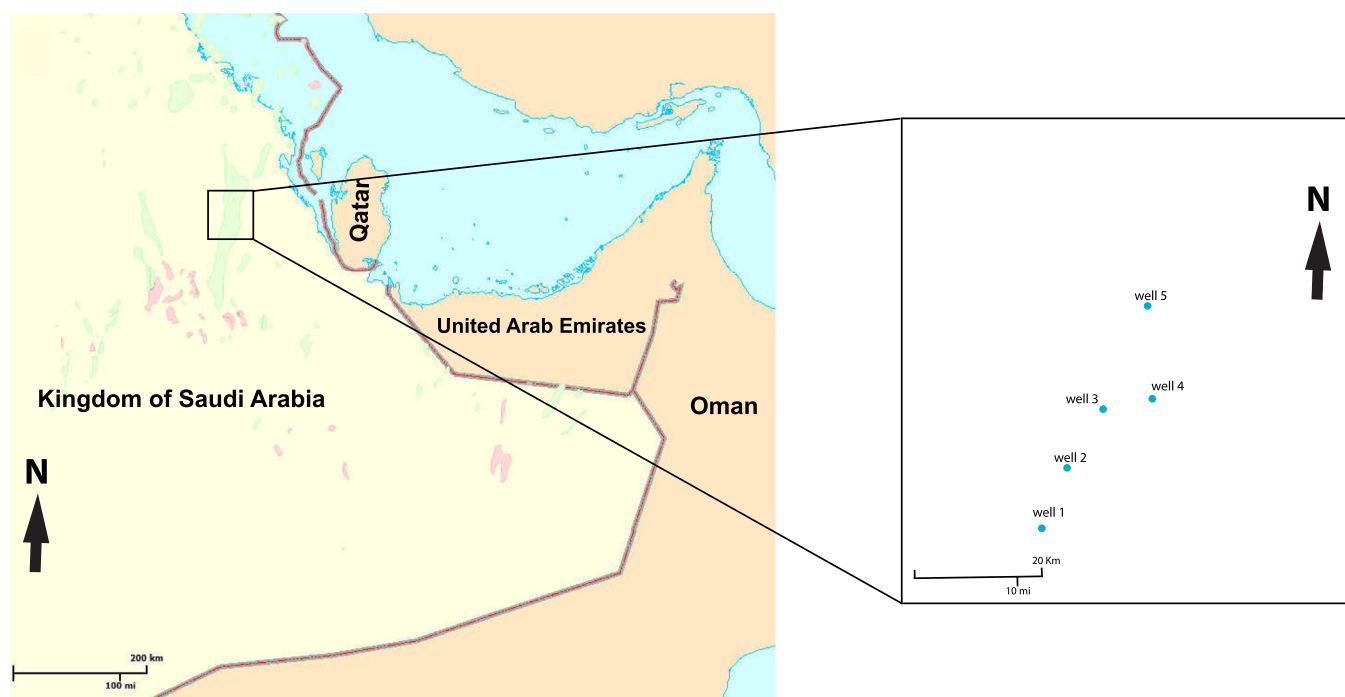 Qatar
United Arab Emirates
Kingdom of Saudi Arabia
Oman
N
200 km
100 mi
N
well 5
well 4
well 3
well 2
well 1
20 Km
10 mi